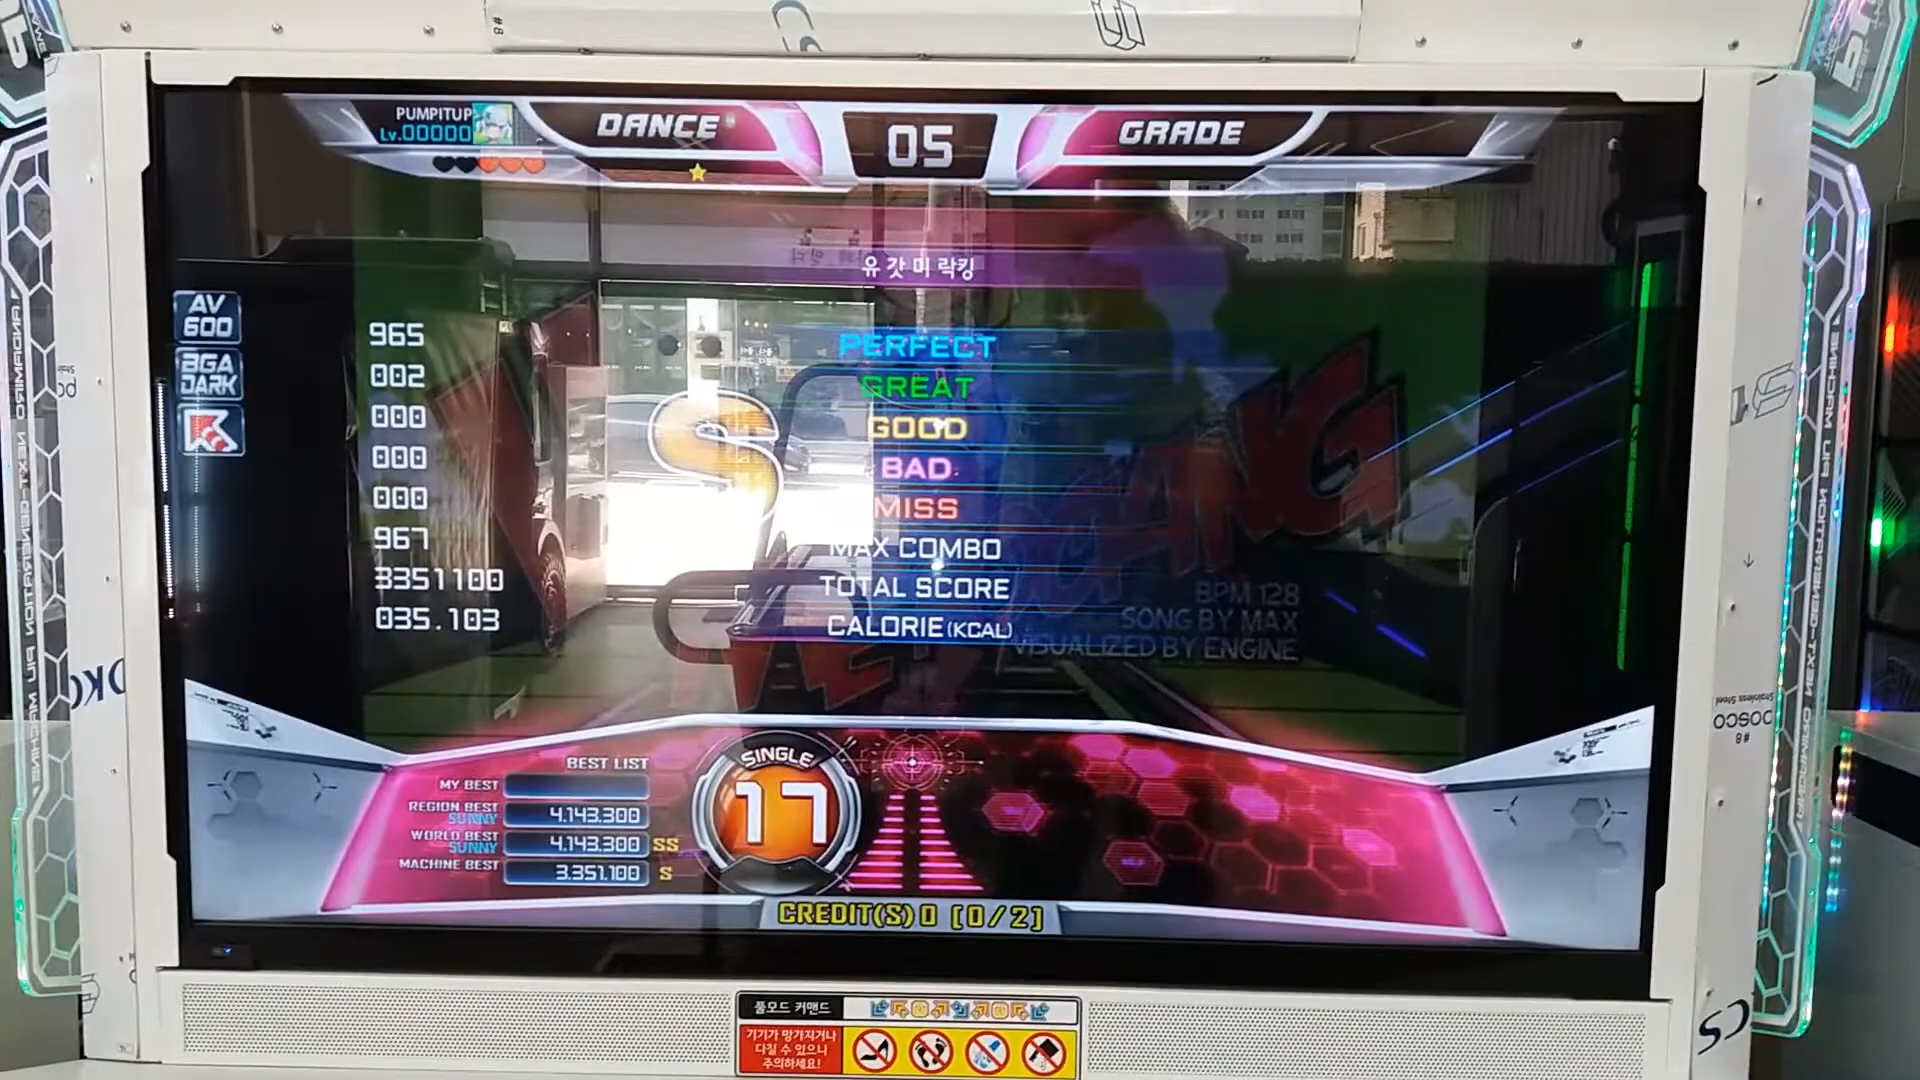 #8
PUMPITUP
Lv.00000
DANCE
05
GRADE
유 갓 미 락킹
AV
600
BGA
DARK
965
PERFECT
002
GREAT
000
GOOD
000
BAD
000
MISS
967
MAX COMBO
3351100
TOTAL SCORE
035.103
CALORIE(KCAL)
S
BPM 128
SONG BY MAX
VISUALIZED BY ENGINE
BEST LIST
MY BEST
REGION BEST
SUNNY
4.143.300
WORLD BEST
SUNNY
4.143.300 SS
MACHINE BEST
3.351.100 S
SINGLE
17
CREDIT(S) 0 [0/2]
풀모드 커맨드
기기가 망가지거나
다칠 수 있으니
주의하세요!
POSCO
Stainless Steel
#8